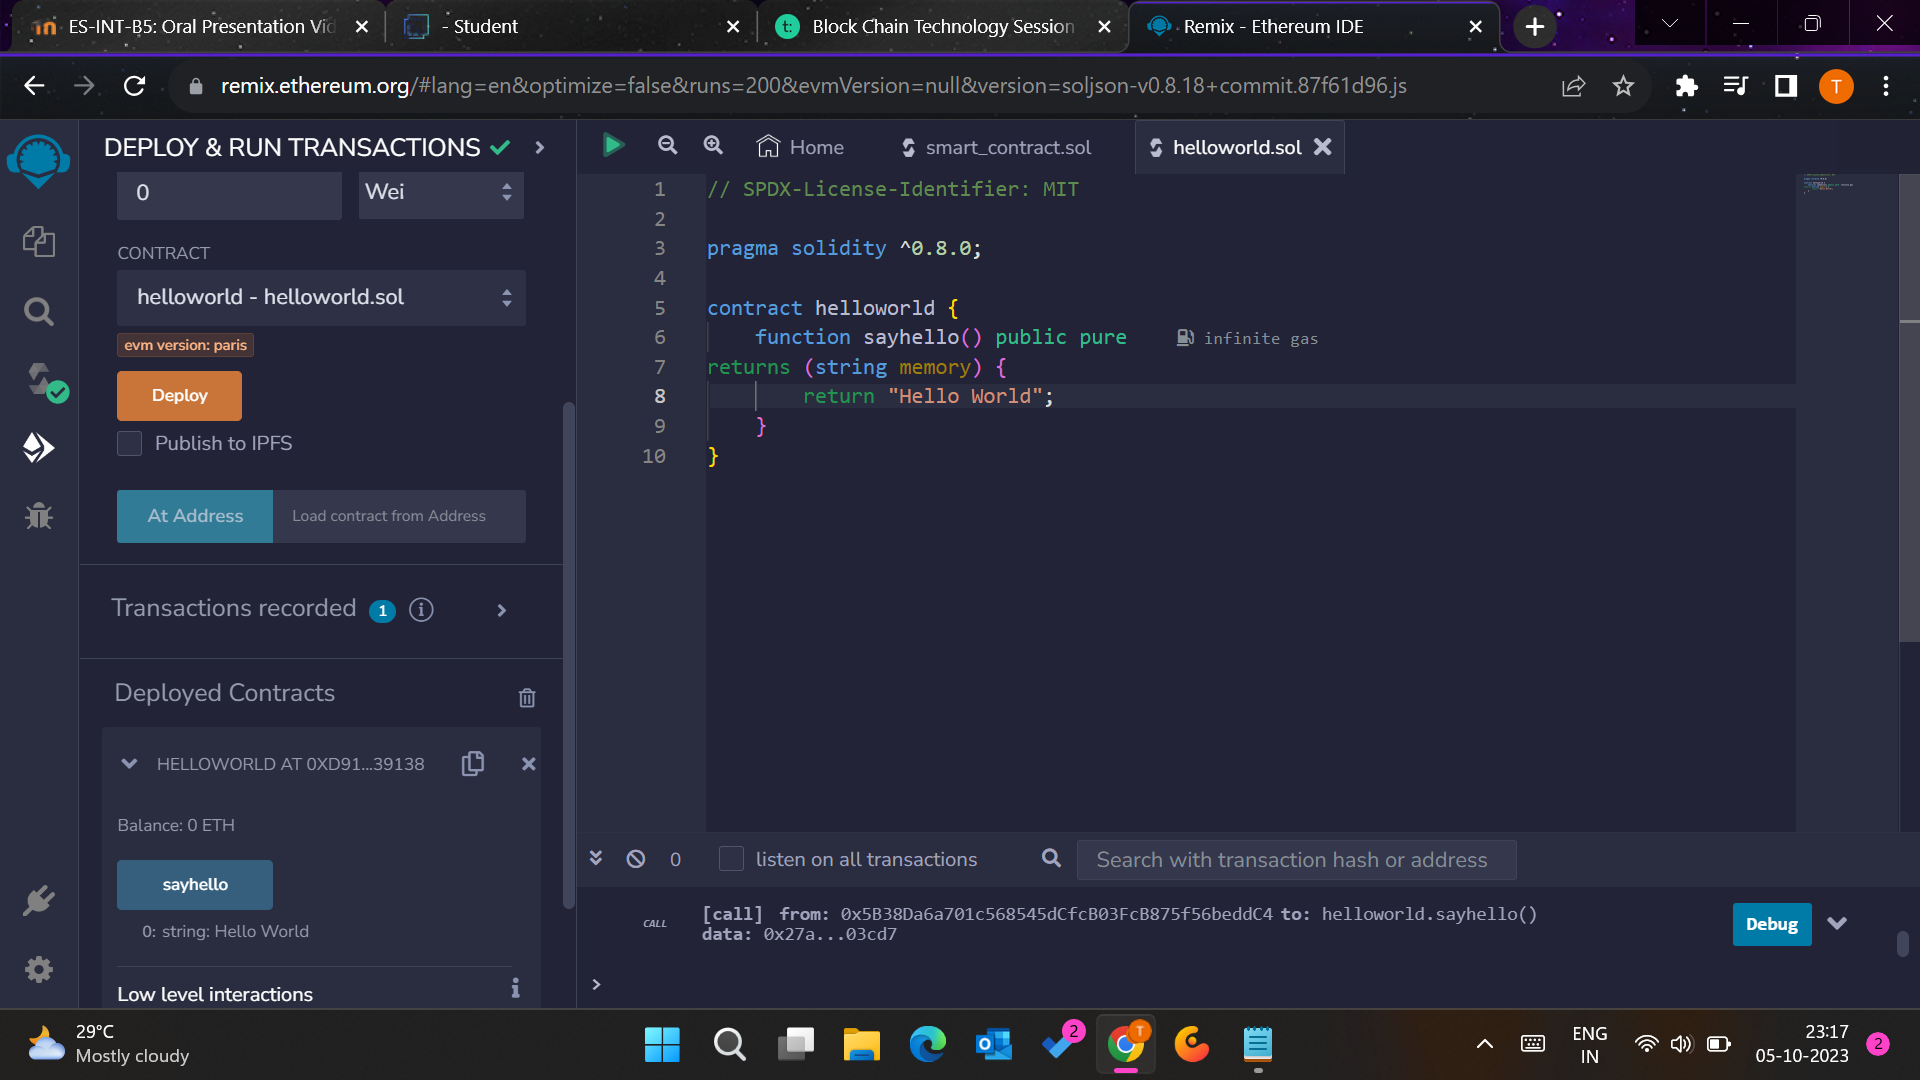 ES-INT-B5: Oral Presentation Vid
- Student
t:
Block Chain Technology Session
Remix - Ethereum IDE
remix.ethereum.org/#lang=en&optimize=false&runs=200&evmVersion=null&version=soljson-v0.8.18+commit.87f61d96.js
T
DEPLOY & RUN TRANSACTIONS
0
Wei
CONTRACT
helloworld - helloworld.sol
evm version: paris
Deploy
Publish to IPFS
At Address
Load contract from Address
Transactions recorded 1 i
Deployed Contracts
HELLOWORLD AT 0XD91...39138
Balance: 0 ETH
sayhello
0: string: Hello World
Low level interactions
i
Home
smart_contract.sol
helloworld.sol
1 // SPDX-License-Identifier: MIT
2
3 pragma solidity ^0.8.0;
4
5 contract helloworld {
6 function sayhello() public pure infinite gas
7 returns (string memory) {
8 return "Hello World";
9 }
10 }
0
listen on all transactions
Search with transaction hash or address
CALL
[call] from: 0x5B38Da6a701c568545dCfcB03FcB875f56beddC4 to: helloworld.sayhello()
data: 0x27a...03cd7
Debug
>
29°C
Mostly cloudy
2
T
ENG
IN
23:17
05-10-2023
2